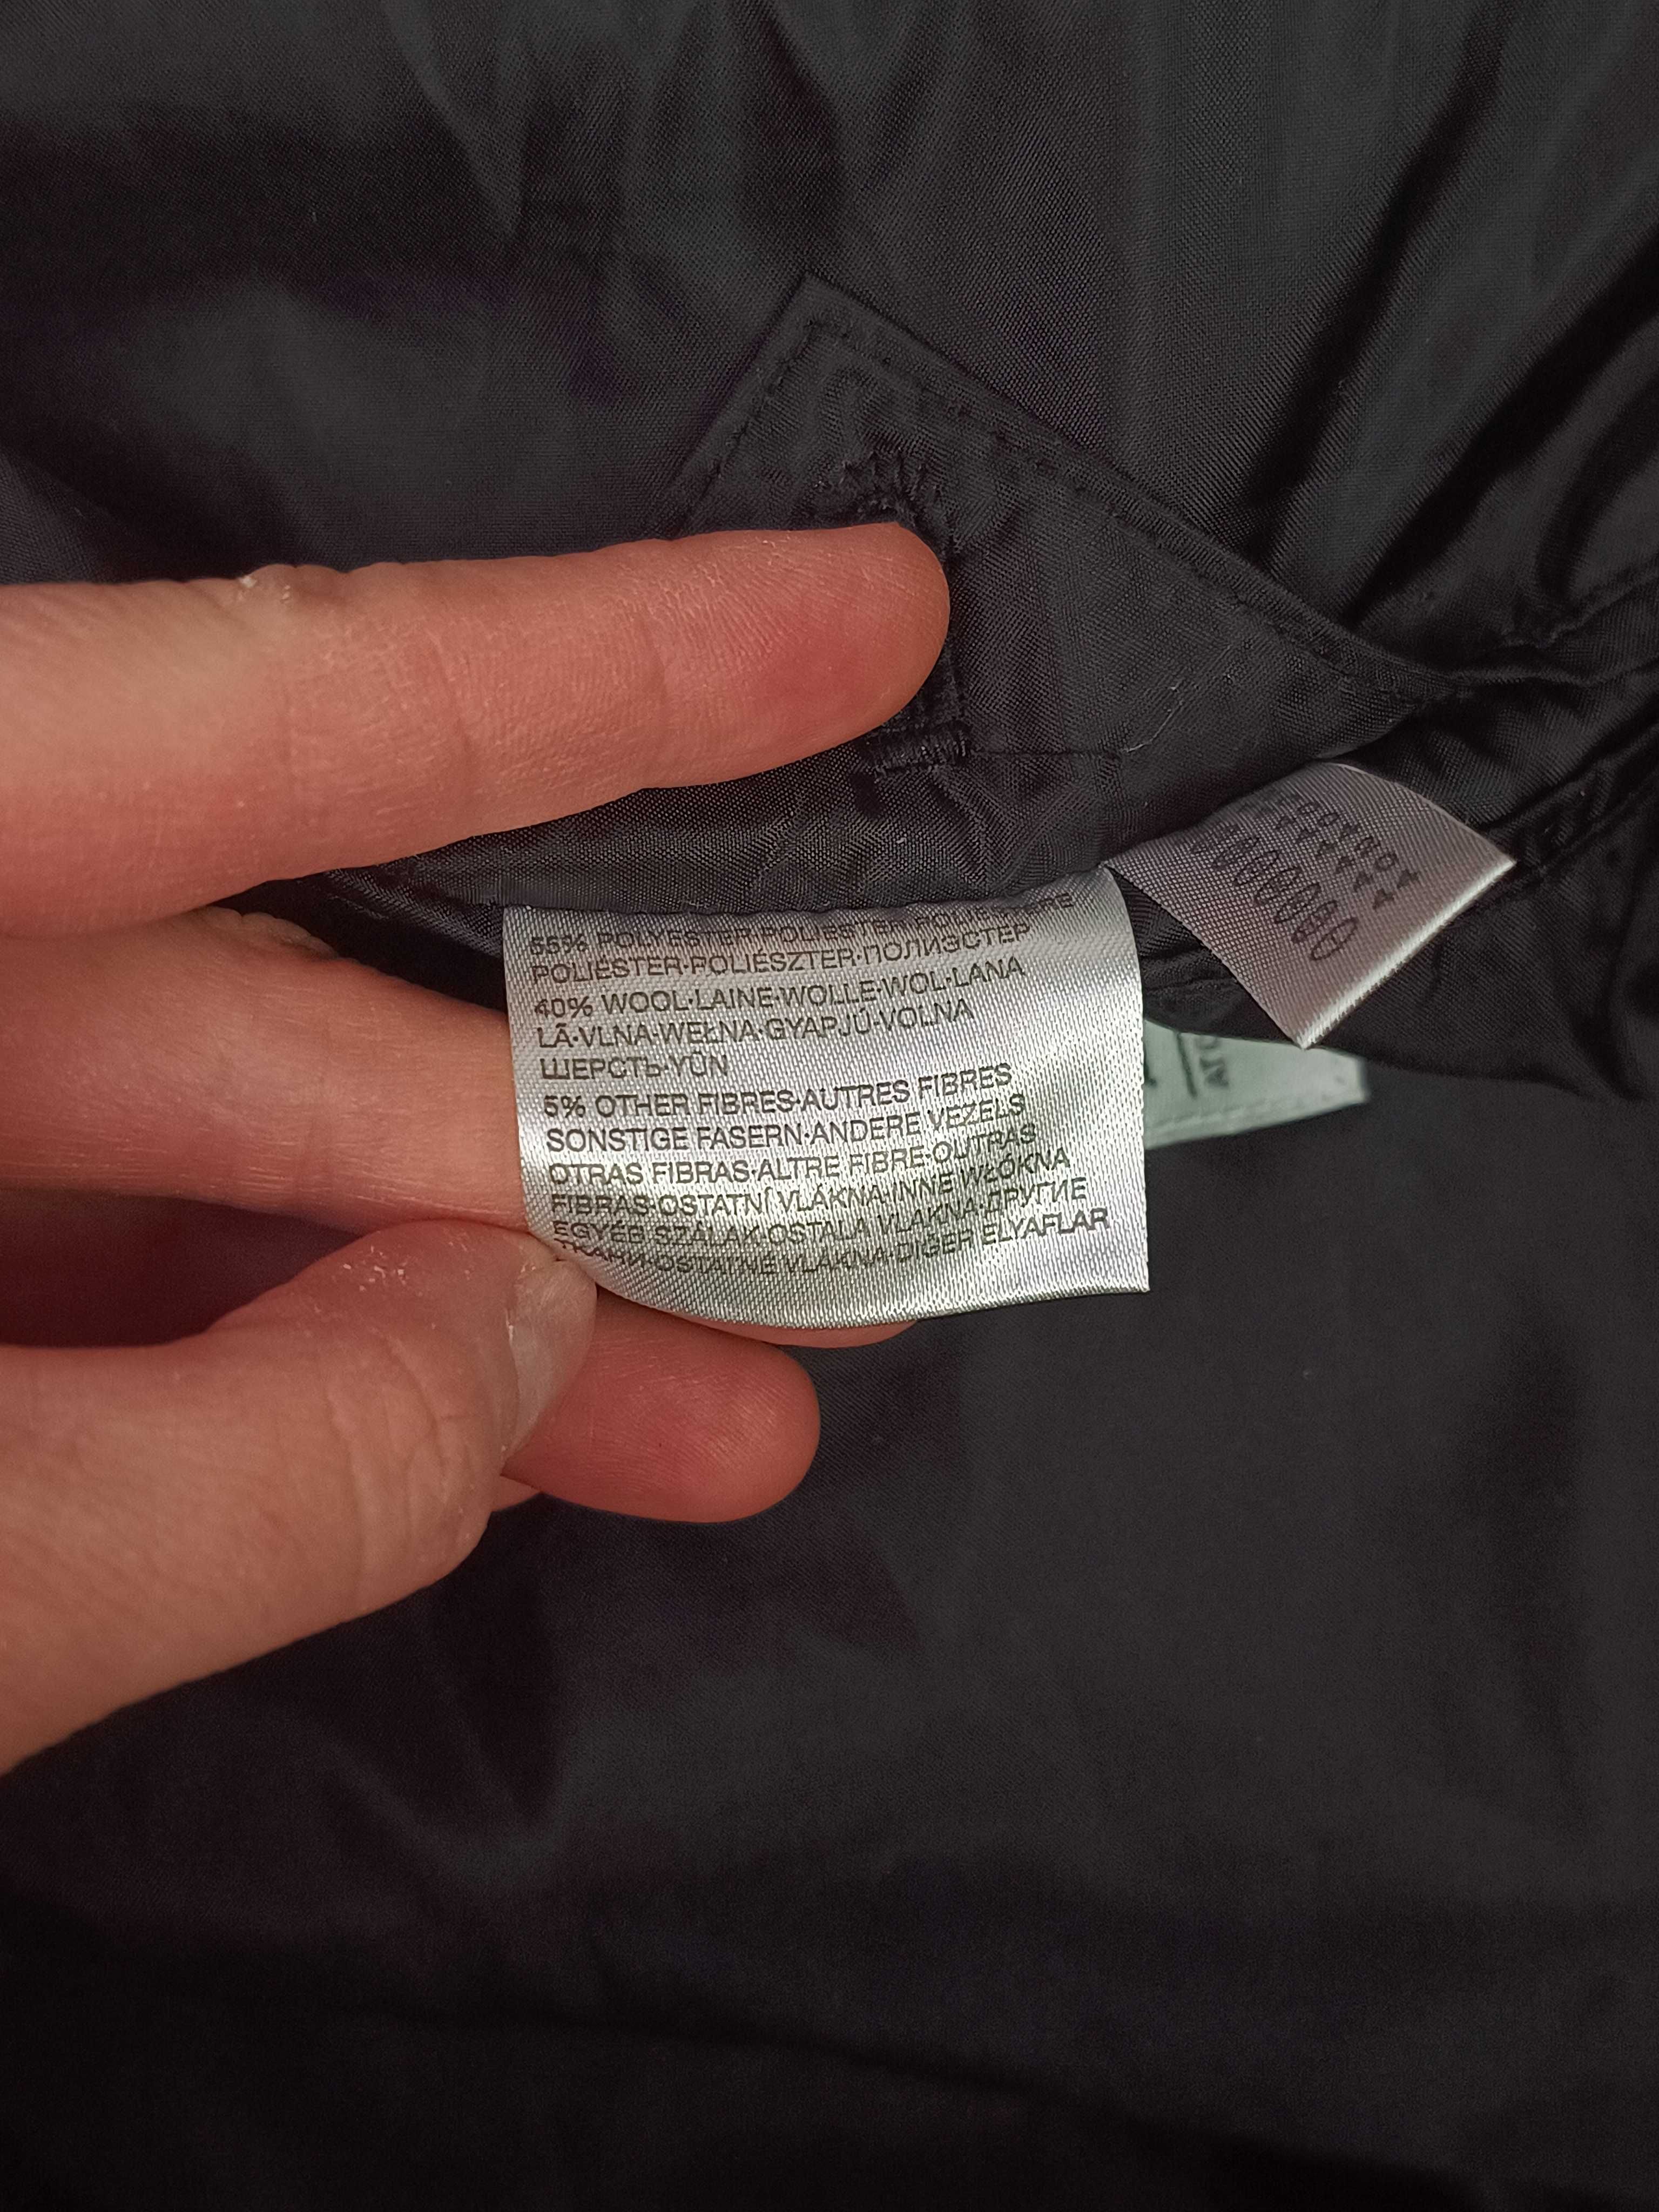 55% POLYESTER·POLIESTER·POLIESTERE
POLIÉSTER·POLIÉSZTER·ПОЛИЭСТЕР
40% WOOL·LAINE·WOLLE·WOL·LANA
LÃ·VLNA·WEŁNA·GYAPJÚ·VOLNA
ШЕРСТЬ·YÜN
5% OTHER FIBRES·AUTRES FIBRES
SONSTIGE FASERN·ANDERE VEZELS
OTRAS FIBRAS·ALTRE FIBRE·OUTRAS
FIBRAS·OSTATNÍ VLÁKNA·INNE WŁÓKNA
EGYÉB SZÁLAK·OSTALA VLAKNA·ДРУГИЕ
ТКАНИ·OSTATNÉ VLÁKNA·DIĞER ELYAFLAR